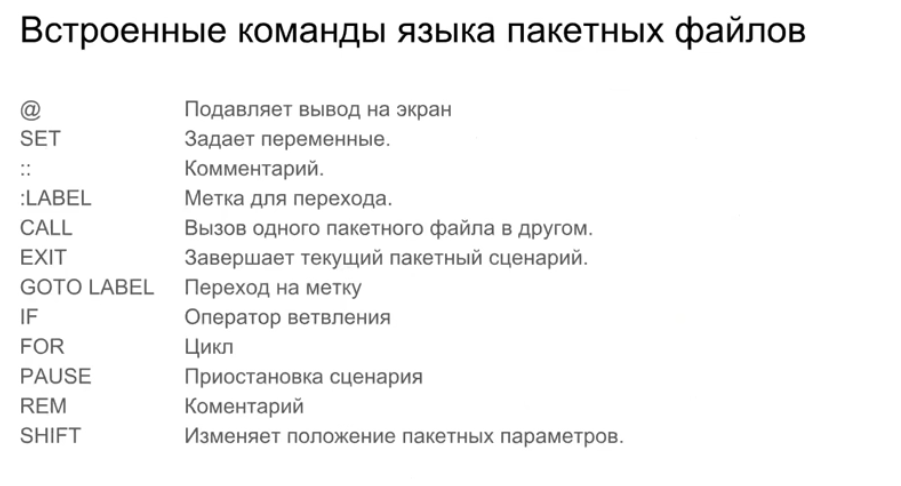 Встроенные команды языка пакетных файлов
@ Подавляет вывод на экран
SET Задает переменные.
:: Комментарий.
:LABEL Метка для перехода.
CALL Вызов одного пакетного файла в другом.
EXIT Завершает текущий пакетный сценарий.
GOTO LABEL Переход на метку
IF Оператор ветвления
FOR Цикл
PAUSE Приостановка сценария
REM Коментарий
SHIFT Изменяет положение пакетных параметров.